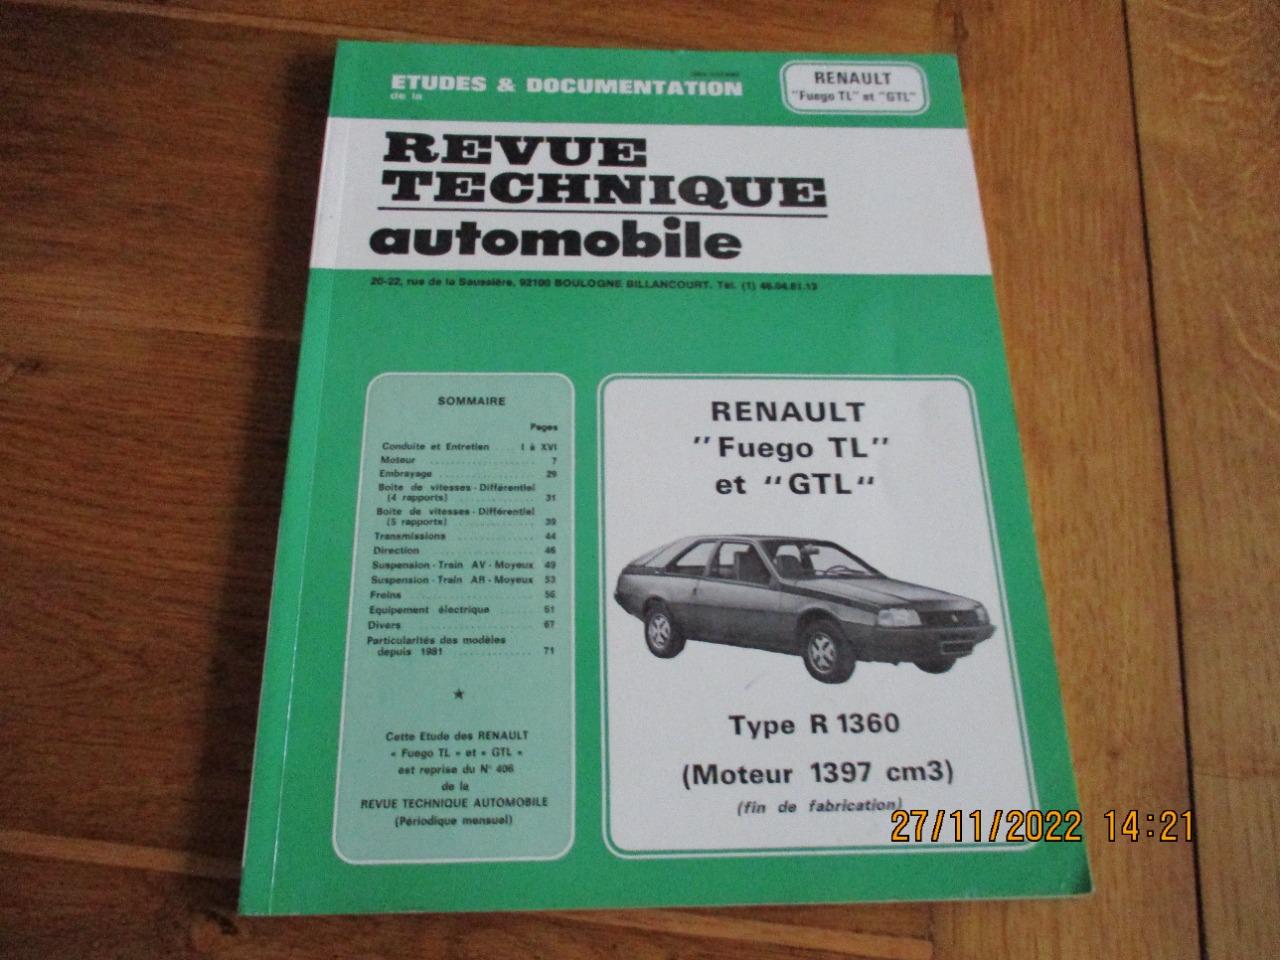 ETUDES & DOCUMENTATION
de la
RENAULT
"Fuego TL" et "GTL"
REVUE
TECHNIQUE
automobile
20-22, rue de la Saussière, 92100 BOULOGNE BILLANCOURT. Tél. (1) 46.04.81.13
SOMMAIRE
Pages
Conduite et Entretien .... I à XVI
Moteur .................... 7
Embrayage ................. 29
Boîte de vitesses - Différentiel
(4 rapports) .............. 31
Boîte de vitesses - Différentiel
(5 rapports) .............. 39
Transmissions ............. 44
Direction ................. 46
Suspension - Train AV - Moyeux 49
Suspension - Train AR - Moyeux 53
Freins .................... 56
Equipement électrique ..... 61
Divers .................... 67
Particularités des modèles
depuis 1981 ............... 71
★
Cette Etude des RENAULT
« Fuego TL » et « GTL »
est reprise du N° 406
de la
REVUE TECHNIQUE AUTOMOBILE
(Périodique mensuel)
RENAULT
"Fuego TL"
et "GTL"
Type R 1360
(Moteur 1397 cm3)
(fin de fabrication)
27/11/2022 14:21